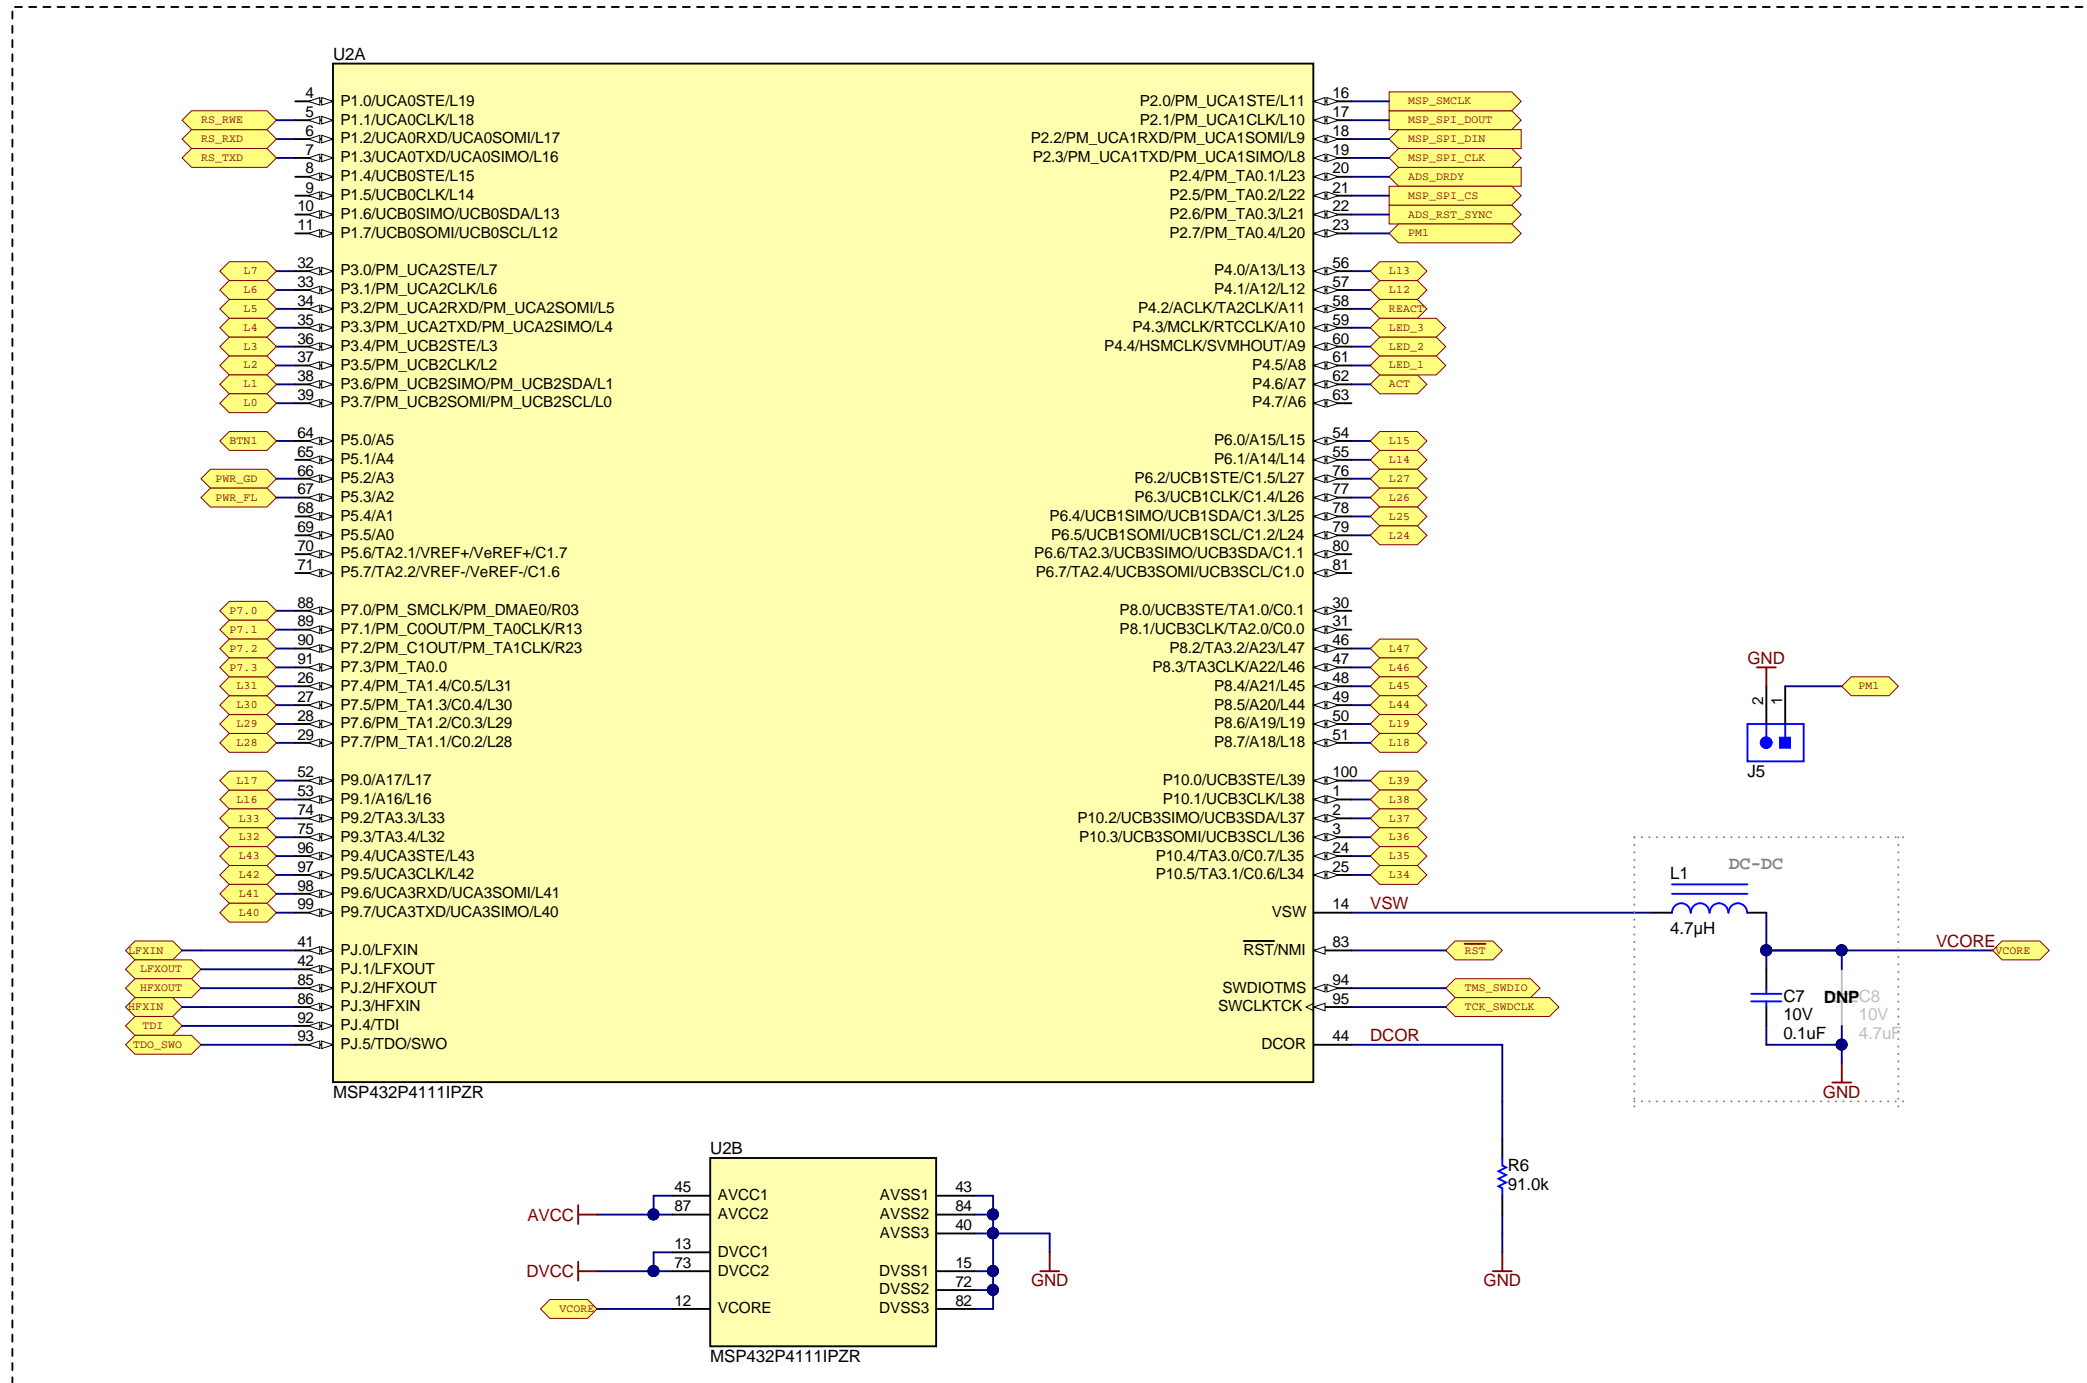 U2A
RS_RWE
RS_RXD
RS_TXD
4 P1.0/UCA0STE/L19
5 P1.1/UCA0CLK/L18
6 P1.2/UCA0RXD/UCA0SOMI/L17
7 P1.3/UCA0TXD/UCA0SIMO/L16
8 P1.4/UCB0STE/L15
9 P1.5/UCB0CLK/L14
10 P1.6/UCB0SIMO/UCB0SDA/L13
11 P1.7/UCB0SOMI/UCB0SCL/L12
L7 32 P3.0/PM_UCA2STE/L7
L6 33 P3.1/PM_UCA2CLK/L6
L5 34 P3.2/PM_UCA2RXD/PM_UCA2SOMI/L5
L4 35 P3.3/PM_UCA2TXD/PM_UCA2SIMO/L4
L3 36 P3.4/PM_UCB2STE/L3
L2 37 P3.5/PM_UCB2CLK/L2
L1 38 P3.6/PM_UCB2SIMO/PM_UCB2SDA/L1
L0 39 P3.7/PM_UCB2SOMI/PM_UCB2SCL/L0
BTN1 64 P5.0/A5
65 P5.1/A4
PWR_GD 66 P5.2/A3
PWR_FL 67 P5.3/A2
68 P5.4/A1
69 P5.5/A0
70 P5.6/TA2.1/VREF+/VeREF+/C1.7
71 P5.7/TA2.2/VREF-/VeREF-/C1.6
P7.0 88 P7.0/PM_SMCLK/PM_DMAE0/R03
P7.1 89 P7.1/PM_C0OUT/PM_TA0CLK/R13
P7.2 90 P7.2/PM_C1OUT/PM_TA1CLK/R23
P7.3 91 P7.3/PM_TA0.0
L31 26 P7.4/PM_TA1.4/C0.5/L31
L30 27 P7.5/PM_TA1.3/C0.4/L30
L29 28 P7.6/PM_TA1.2/C0.3/L29
L28 29 P7.7/PM_TA1.1/C0.2/L28
L17 52 P9.0/A17/L17
L16 53 P9.1/A16/L16
L33 74 P9.2/TA3.3/L33
L32 75 P9.3/TA3.4/L32
L43 96 P9.4/UCA3STE/L43
L42 97 P9.5/UCA3CLK/L42
L41 98 P9.6/UCA3RXD/UCA3SOMI/L41
L40 99 P9.7/UCA3TXD/UCA3SIMO/L40
LFXIN 41 PJ.0/LFXIN
LFXOUT 42 PJ.1/LFXOUT
HFXOUT 85 PJ.2/HFXOUT
HFXIN 86 PJ.3/HFXIN
TDI 92 PJ.4/TDI
TDO_SWO 93 PJ.5/TDO/SWO
P2.0/PM_UCA1STE/L11 16 MSP_SMCLK
P2.1/PM_UCA1CLK/L10 17 MSP_SPI_DOUT
P2.2/PM_UCA1RXD/PM_UCA1SOMI/L9 18 MSP_SPI_DIN
P2.3/PM_UCA1TXD/PM_UCA1SIMO/L8 19 MSP_SPI_CLK
P2.4/PM_TA0.1/L23 20 ADS_DRDY
P2.5/PM_TA0.2/L22 21 MSP_SPI_CS
P2.6/PM_TA0.3/L21 22 ADS_RST_SYNC
P2.7/PM_TA0.4/L20 23 PM1
P4.0/A13/L13 56 L13
P4.1/A12/L12 57 L12
P4.2/ACLK/TA2CLK/A11 58 REACT
P4.3/MCLK/RTCCLK/A10 59 LED_3
P4.4/HSMCLK/SVMHOUT/A9 60 LED_2
P4.5/A8 61 LED_1
P4.6/A7 62 ACT
P4.7/A6 63
P6.0/A15/L15 54 L15
P6.1/A14/L14 55 L14
P6.2/UCB1STE/C1.5/L27 76 L27
P6.3/UCB1CLK/C1.4/L26 77 L26
P6.4/UCB1SIMO/UCB1SDA/C1.3/L25 78 L25
P6.5/UCB1SOMI/UCB1SCL/C1.2/L24 79 L24
P6.6/TA2.3/UCB3SIMO/UCB3SDA/C1.1 80
P6.7/TA2.4/UCB3SOMI/UCB3SCL/C1.0 81
P8.0/UCB3STE/TA1.0/C0.1 30
P8.1/UCB3CLK/TA2.0/C0.0 31
P8.2/TA3.2/A23/L47 46 L47
P8.3/TA3CLK/A22/L46 47 L46
P8.4/A21/L45 48 L45
P8.5/A20/L44 49 L44
P8.6/A19/L19 50 L19
P8.7/A18/L18 51 L18
P10.0/UCB3STE/L39 100 L39
P10.1/UCB3CLK/L38 1 L38
P10.2/UCB3SIMO/UCB3SDA/L37 2 L37
P10.3/UCB3SOMI/UCB3SCL/L36 3 L36
P10.4/TA3.0/C0.7/L35 24 L35
P10.5/TA3.1/C0.6/L34 25 L34
VSW 14 VSW
RST/NMI 83 RST
SWDIOTMS 94 TMS_SWDIO
SWCLKTCK 95 TCK_SWDCLK
DCOR 44 DCOR
MSP432P4111IPZR
GND
2 1 PM1
J5
DC-DC
L1
4.7µH
VCORE VCORE
C7
10V
0.1uF
DNP C8
10V
4.7uF
GND
R6
91.0k
GND
U2B
AVCC
45 AVCC1
87 AVCC2
DVCC
13 DVCC1
73 DVCC2
VCORE 12 VCORE
AVSS1 43
AVSS2 84
AVSS3 40
DVSS1 15
DVSS2 72
DVSS3 82
GND
MSP432P4111IPZR